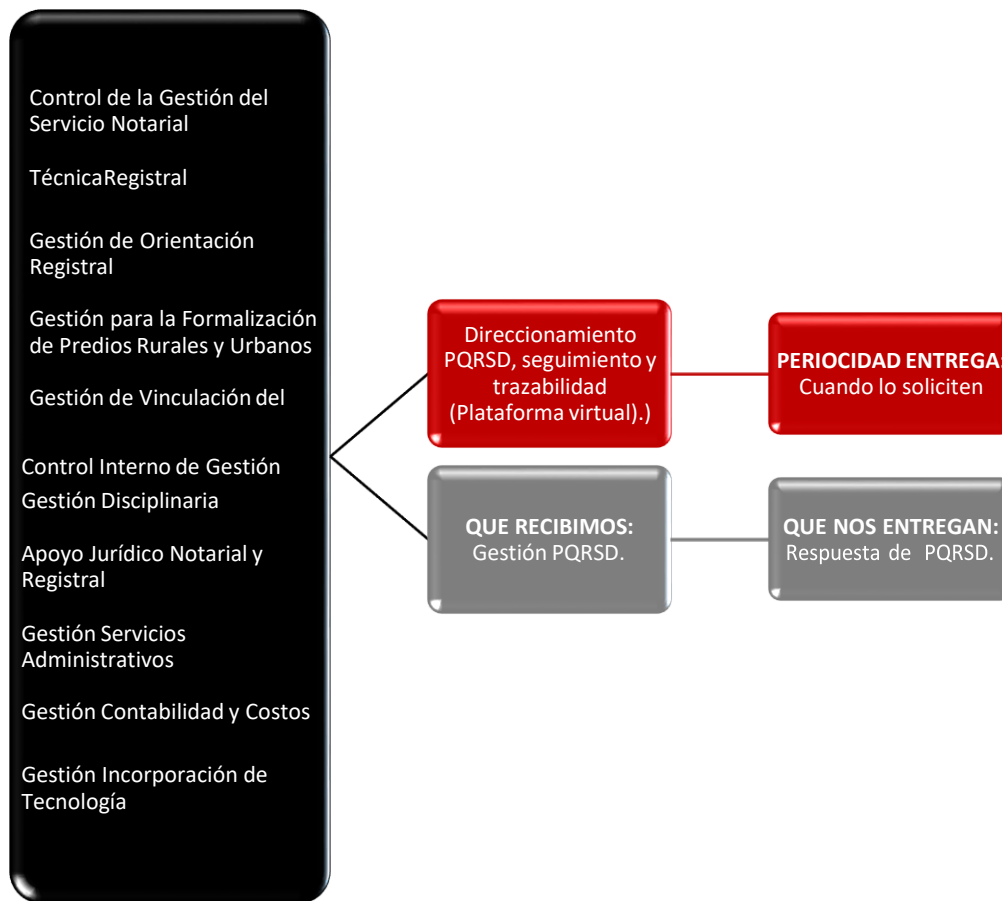 Control de la Gestión del
Servicio Notarial
TécnicaRegistral
Gestión de Orientación
Registral
Gestión para la Formalización
de Predios Rurales y Urbanos
Gestión de Vinculación del
Control Interno de Gestión
Gestión Disciplinaria
Apoyo Jurídico Notarial y
Registral
Gestión Servicios
Administrativos
Gestión Contabilidad y Costos
Gestión Incorporación de
Tecnología
Direccionamiento
PQRSD, seguimiento y
trazabilidad
(Plataforma virtual).)
PERIOCIDAD ENTREGA:
Cuando lo soliciten
QUE RECIBIMOS:
Gestión PQRSD.
QUE NOS ENTREGAN:
Respuesta de PQRSD.